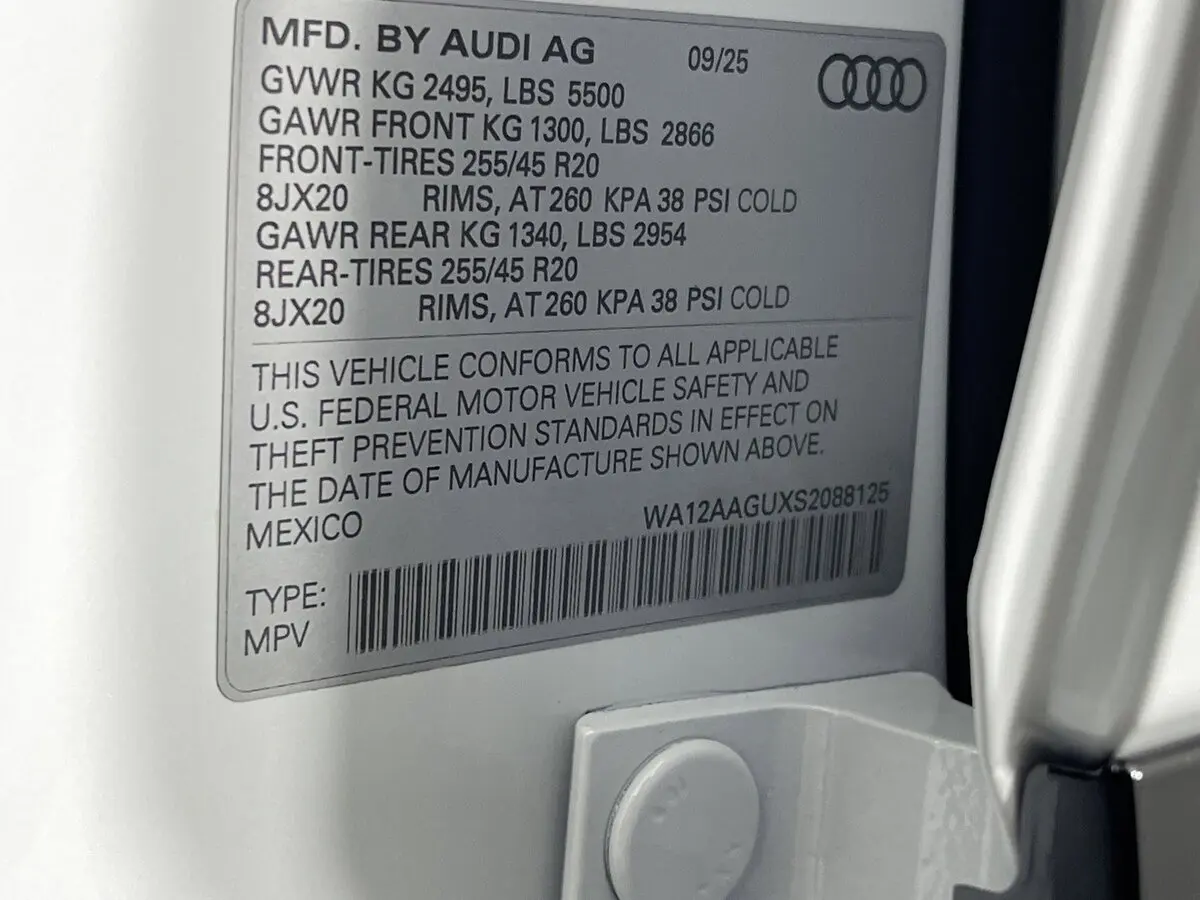 MFD. BY AUDI AG 09/25
GVWR KG 2495, LBS 5500
GAWR FRONT KG 1300, LBS 2866
FRONT-TIRES 255/45 R20
8JX20 RIMS, AT 260 KPA 38 PSI COLD
GAWR REAR KG 1340, LBS 2954
REAR-TIRES 255/45 R20
8JX20 RIMS, AT 260 KPA 38 PSI COLD
THIS VEHICLE CONFORMS TO ALL APPLICABLE
U.S. FEDERAL MOTOR VEHICLE SAFETY AND
THEFT PREVENTION STANDARDS IN EFFECT ON
THE DATE OF MANUFACTURE SHOWN ABOVE.
MEXICO WA12AAGUXS2088125
TYPE:
MPV